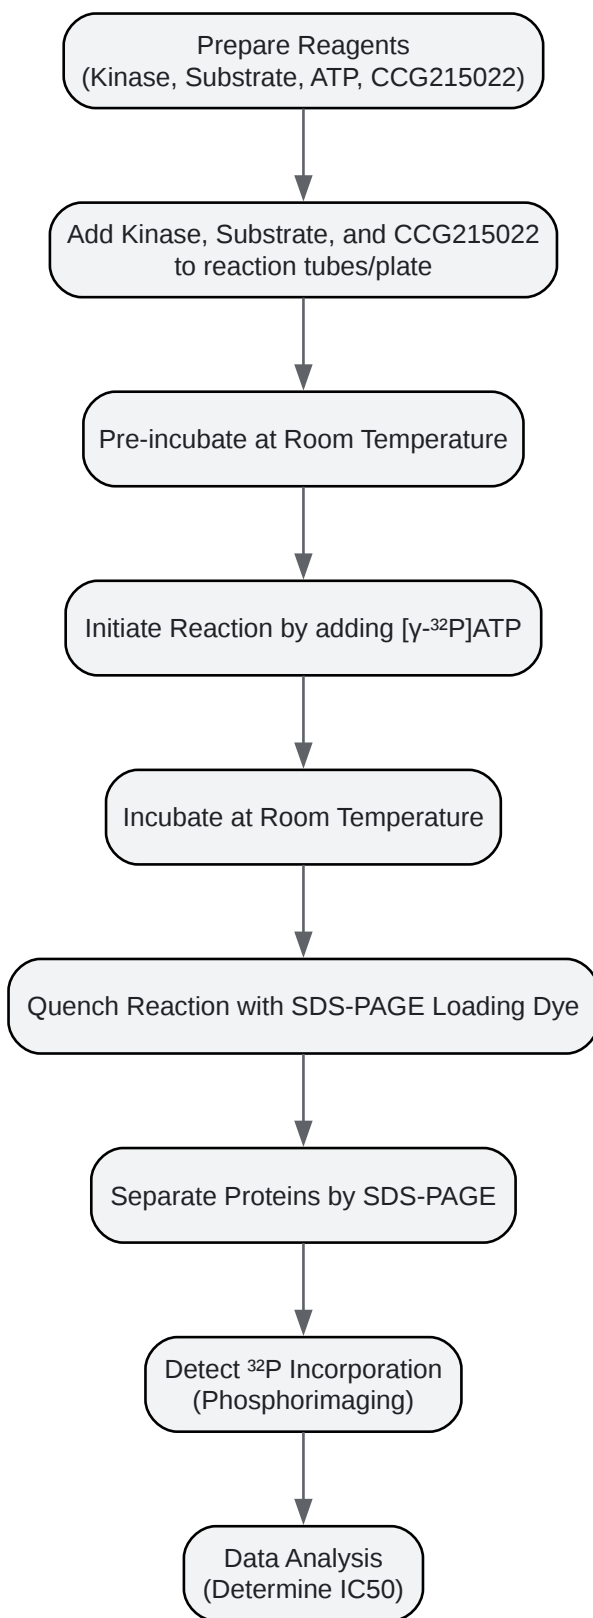 Prepare Reagents
(Kinase, Substrate, ATP, CCG215022)
Add Kinase, Substrate, and CCG215022
to reaction tubes/plate
Pre-incubate at Room Temperature
Initiate Reaction by adding [γ-³²P]ATP
Incubate at Room Temperature
Quench Reaction with SDS-PAGE Loading Dye
Separate Proteins by SDS-PAGE
Detect ³²P Incorporation
(Phosphorimaging)
Data Analysis
(Determine IC50)